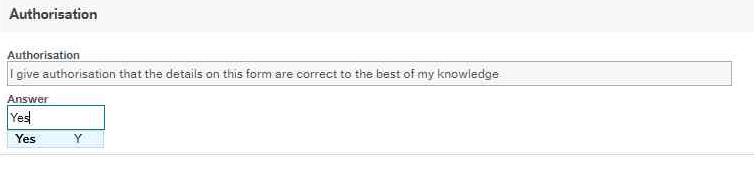 Authorisation
Authorisation
I give authorisation that the details on this form are correct to the best of my knowledge
Answer
Yes
Yes Y